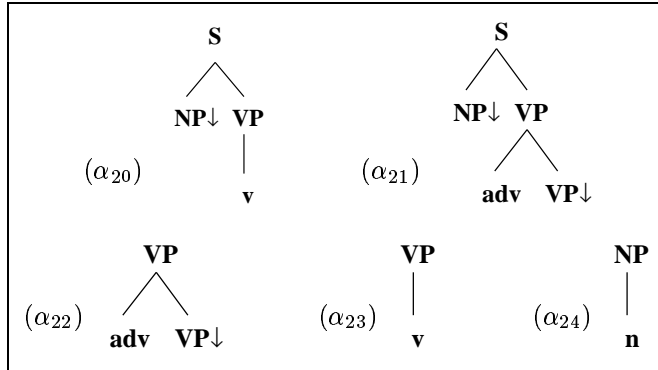 S S
NP↓ VP NP↓ VP
(α₂₀) v (α₂₁) adv VP↓
VP VP NP
(α₂₂) adv VP↓ (α₂₃) v (α₂₄) n